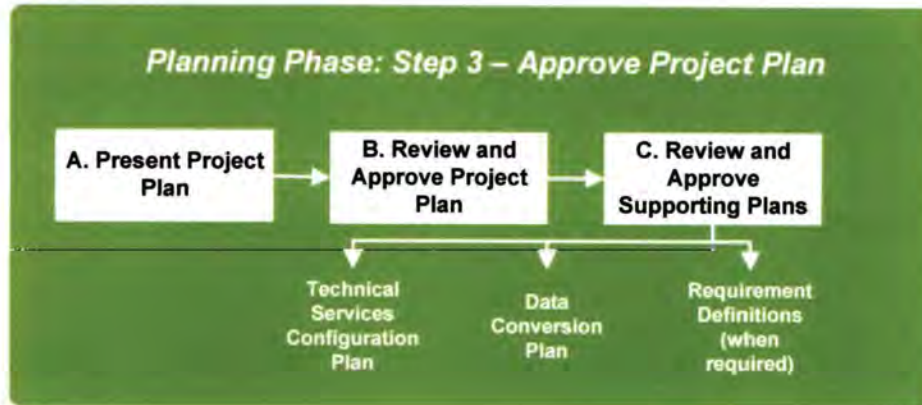 Planning Phase: Step 3 – Approve Project Plan
A. Present Project
Plan
B. Review and
Approve Project
Plan
C. Review and
Approve
Supporting Plans
Technical
Services
Configuration
Plan
Data
Conversion
Plan
Requirement
Definitions
(when
required)